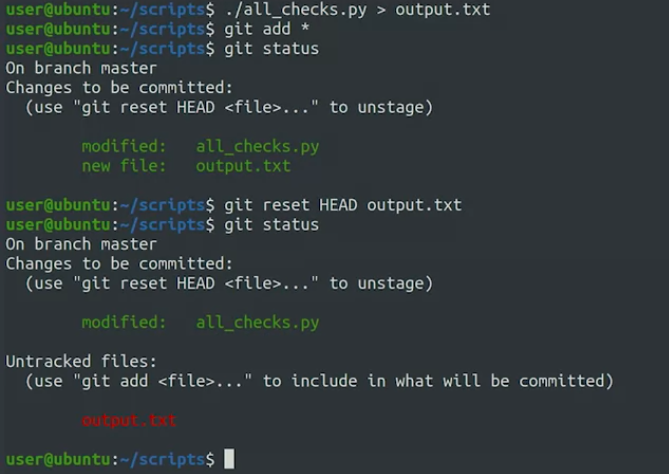 user@ubuntu:~/scripts$ ./all_checks.py > output.txt
user@ubuntu:~/scripts$ git add *
user@ubuntu:~/scripts$ git status
On branch master
Changes to be committed:
  (use "git reset HEAD <file>..." to unstage)

        modified:   all_checks.py
        new file:   output.txt

user@ubuntu:~/scripts$ git reset HEAD output.txt
user@ubuntu:~/scripts$ git status
On branch master
Changes to be committed:
  (use "git reset HEAD <file>..." to unstage)

        modified:   all_checks.py

Untracked files:
  (use "git add <file>..." to include in what will be committed)

        output.txt

user@ubuntu:~/scripts$